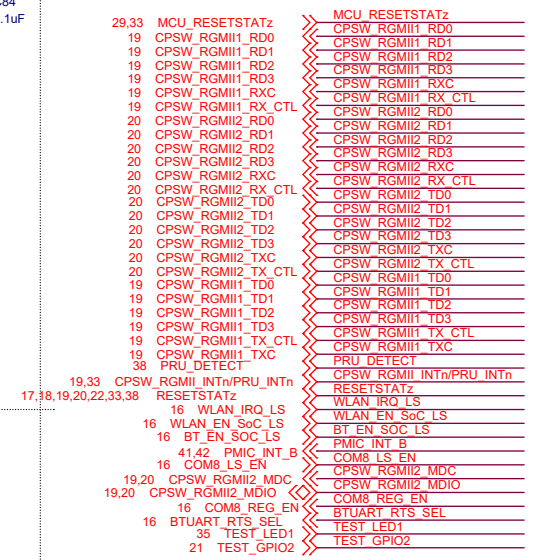 .1uF
29,33 MCU_RESETSTATz MCU_RESETSTATz
19 CPSW_RGMII1_RD0 CPSW_RGMII1_RD0
19 CPSW_RGMII1_RD1 CPSW_RGMII1_RD1
19 CPSW_RGMII1_RD2 CPSW_RGMII1_RD2
19 CPSW_RGMII1_RD3 CPSW_RGMII1_RD3
19 CPSW_RGMII1_RXC CPSW_RGMII1_RXC
19 CPSW_RGMII1_RX_CTL CPSW_RGMII1_RX_CTL
20 CPSW_RGMII2_RD0 CPSW_RGMII2_RD0
20 CPSW_RGMII2_RD1 CPSW_RGMII2_RD1
20 CPSW_RGMII2_RD2 CPSW_RGMII2_RD2
20 CPSW_RGMII2_RD3 CPSW_RGMII2_RD3
20 CPSW_RGMII2_RXC CPSW_RGMII2_RXC
20 CPSW_RGMII2_RX_CTL CPSW_RGMII2_RX_CTL
20 CPSW_RGMII2_TD0 CPSW_RGMII2_TD0
20 CPSW_RGMII2_TD1 CPSW_RGMII2_TD1
20 CPSW_RGMII2_TD2 CPSW_RGMII2_TD2
20 CPSW_RGMII2_TD3 CPSW_RGMII2_TD3
20 CPSW_RGMII2_TXC CPSW_RGMII2_TXC
20 CPSW_RGMII2_TX_CTL CPSW_RGMII2_TX_CTL
19 CPSW_RGMII1_TD0 CPSW_RGMII1_TD0
19 CPSW_RGMII1_TD1 CPSW_RGMII1_TD1
19 CPSW_RGMII1_TD2 CPSW_RGMII1_TD2
19 CPSW_RGMII1_TD3 CPSW_RGMII1_TD3
19 CPSW_RGMII1_TX_CTL CPSW_RGMII1_TX_CTL
19 CPSW_RGMII1_TXC CPSW_RGMII1_TXC
38 PRU_DETECT PRU_DETECT
19,33 CPSW_RGMII_INTn/PRU_INTn CPSW_RGMII_INTn/PRU_INTn
17,18,19,20,22,33,38 RESETSTATz RESETSTATz
16 WLAN_IRQ_LS WLAN_IRQ_LS
16 WLAN_EN_SoC_LS WLAN_EN_SoC_LS
16 BT_EN_SOC_LS BT_EN_SOC_LS
41,42 PMIC_INT_B PMIC_INT_B
16 COM8_LS_EN COM8_LS_EN
19,20 CPSW_RGMII2_MDC CPSW_RGMII2_MDC
19,20 CPSW_RGMII2_MDIO CPSW_RGMII2_MDIO
16 COM8_REG_EN COM8_REG_EN
16 BTUART_RTS_SEL BTUART_RTS_SEL
35 TEST_LED1 TEST_LED1
21 TEST_GPIO2 TEST_GPIO2